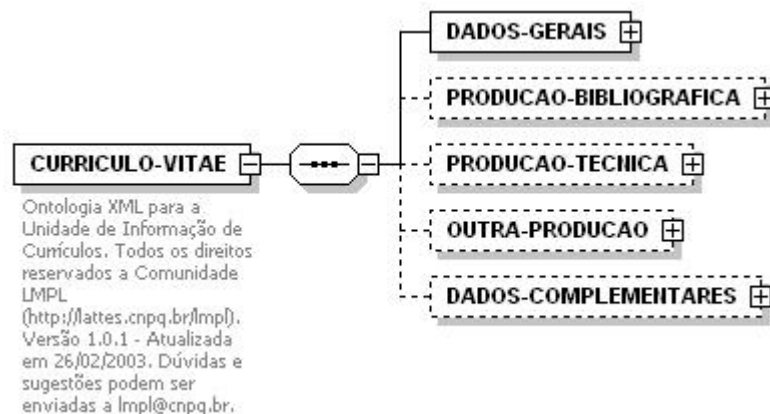 DADOS-GERAIS
PRODUCAO-BIBLIOGRAFICA
CURRICULO-VITAE
PRODUCAO-TECNICA
Ontologia XML para a
Unidade de Informação de
Currículos. Todos os direitos
reservados a Comunidade
LMPL
(http://lattes.cnpq.br/lmpl).
Versão 1.0.1 - Atualizada
em 26/02/2003. Dúvidas e
sugestões podem ser
enviadas a lmpl@cnpq.br.
OUTRA-PRODUCAO
DADOS-COMPLEMENTARES